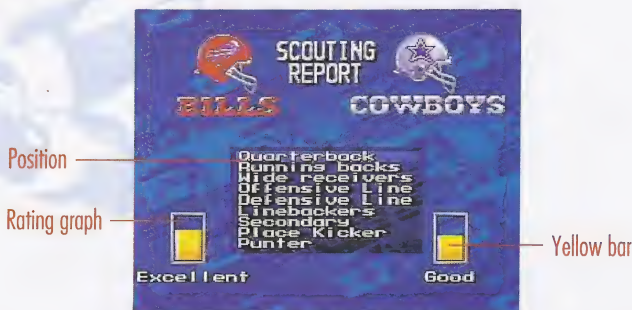 SCOUTING
REPORT
BILLS
COWBOYS
Position
Quarterback
Running backs
Wide receivers
Offensive Line
Defensive Line
Linebackers
Secondary
Place Kicker
Punter
Rating graph
Yellow bar
Excellent
Good